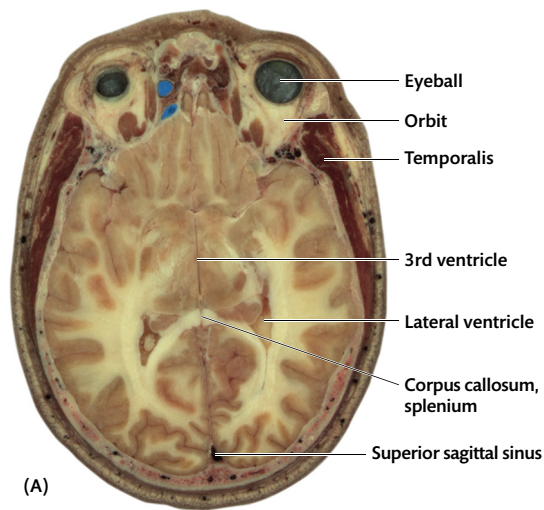 Eyeball
Orbit
Temporalis
3rd ventricle
Lateral ventricle
Corpus callosum,
splenium
Superior sagittal sinus
(A)